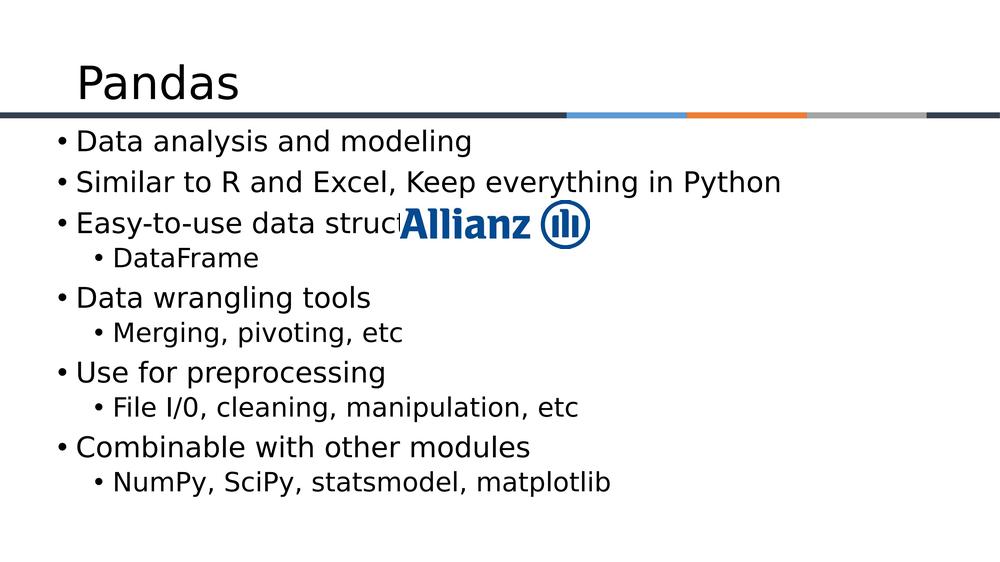 Pandas
• Data analysis and modeling
• Similar to R and Excel, Keep everything in Python
• Easy-to-use data
Allianz
• DataFrame
• Data wrangling tools
• Merging, pivoting, etc
• Use for preprocessing
• File I/0, cleaning, manipulation, etc
• Combinable with other modules
• NumPy, SciPy, statsmodel, matplotlib